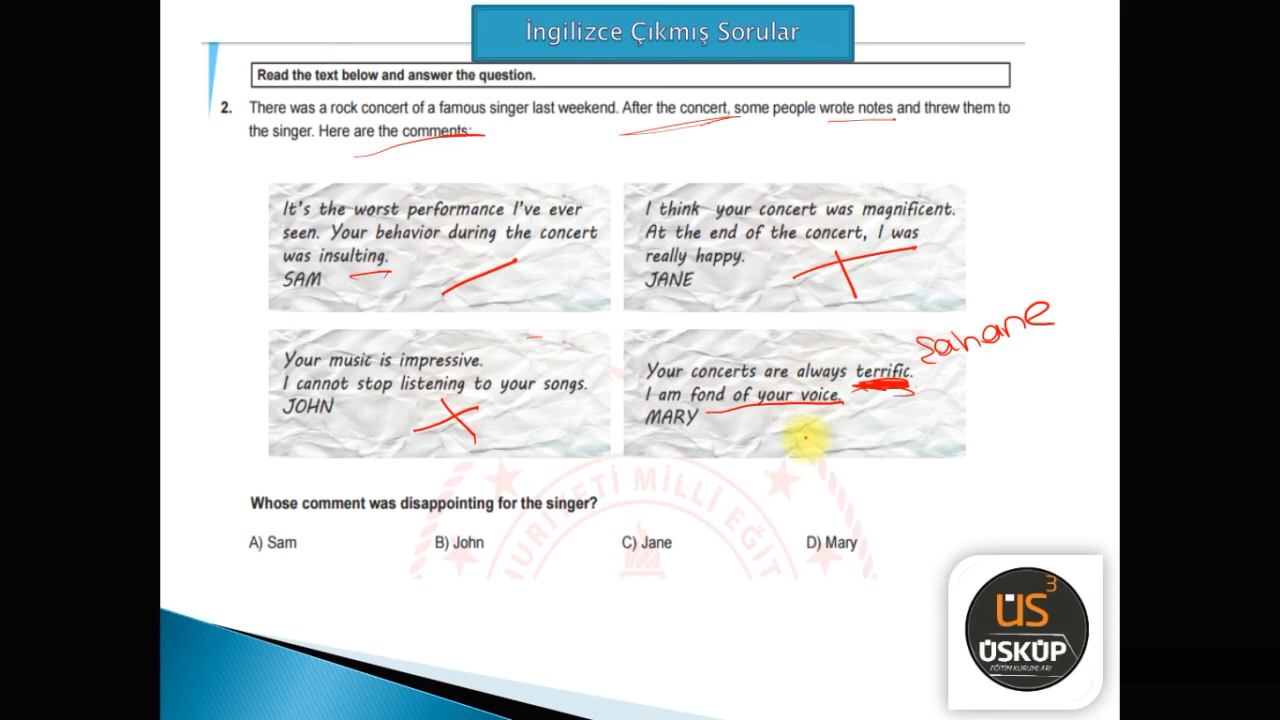 İngilizce Çıkmış Sorular
Read the text below and answer the question.
2. There was a rock concert of a famous singer last weekend. After the concert, some people wrote notes and threw them to
the singer. Here are the comments:
It's the worst performance I've ever
seen. Your behavior during the concert
was insulting.
SAM
I think your concert was magnificent.
At the end of the concert, I was
really happy.
JANE
Your music is impressive.
I cannot stop listening to your songs.
JOHN
Your concerts are always terrific.
I am fond of your voice.
MARY
Şahane
Whose comment was disappointing for the singer?
A) Sam B) John C) Jane D) Mary
ÜS3
ÜSKÜP
EĞİTİM KURUMLARI